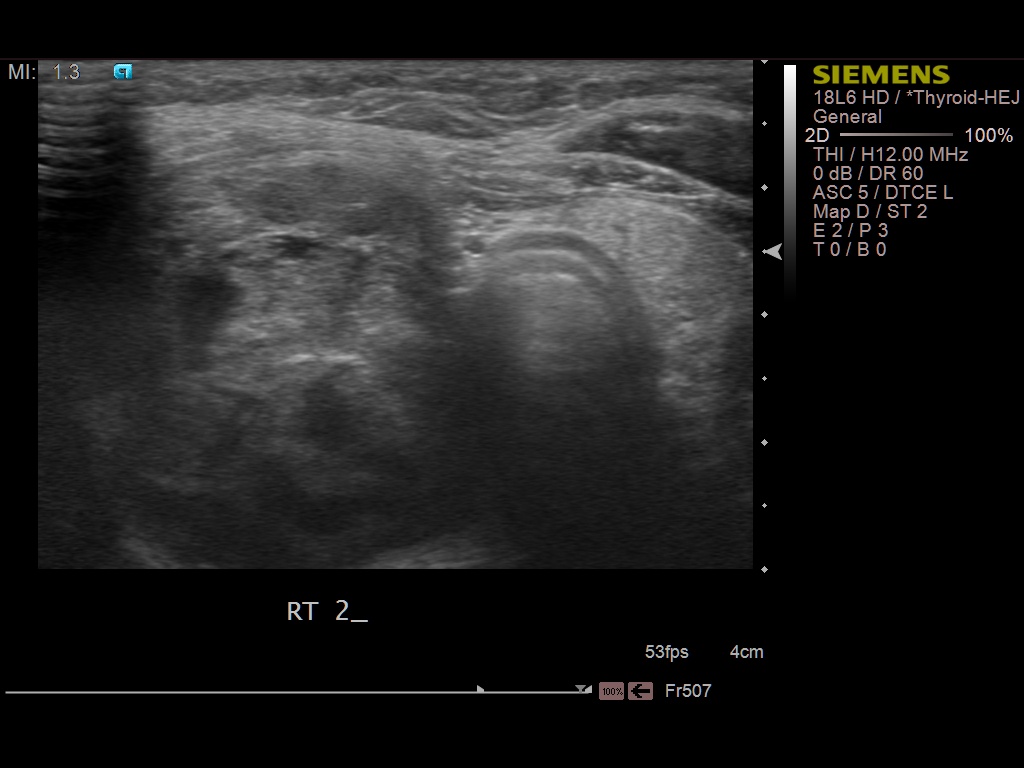 MI: 1.3
SIEMENS
18L6 HD / *Thyroid-HEJ
General
2D 100%
THI / H12.00 MHz
0 dB / DR 60
ASC 5 / DTCE L
Map D / ST 2
E 2 / P 3
T 0 / B 0
RT 2_
53fps 4cm
100% Fr507